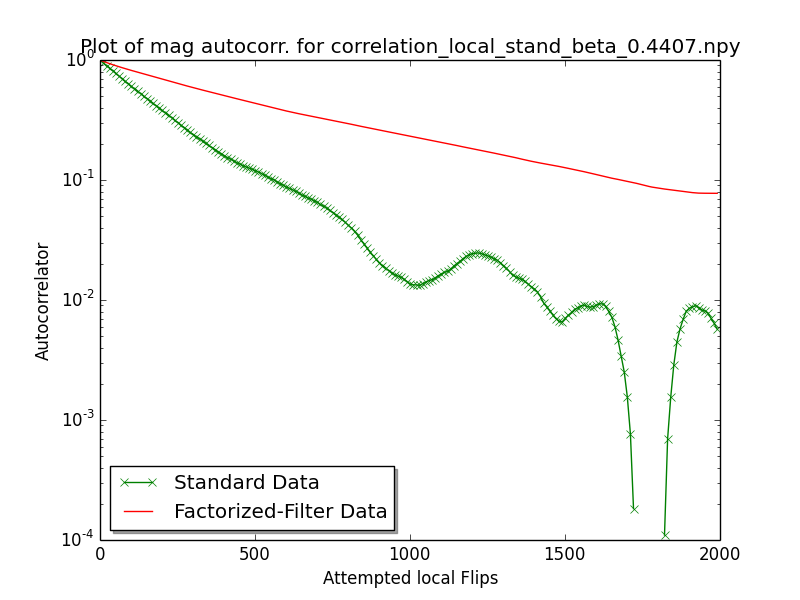 Plot of mag autocorr. for correlation_local_stand_beta_0.4407.npy
10^0
10^-1
10^-2
10^-3
10^-4
Autocorrelator
Standard Data
Factorized-Filter Data
0 500 1000 1500 2000
Attempted local Flips